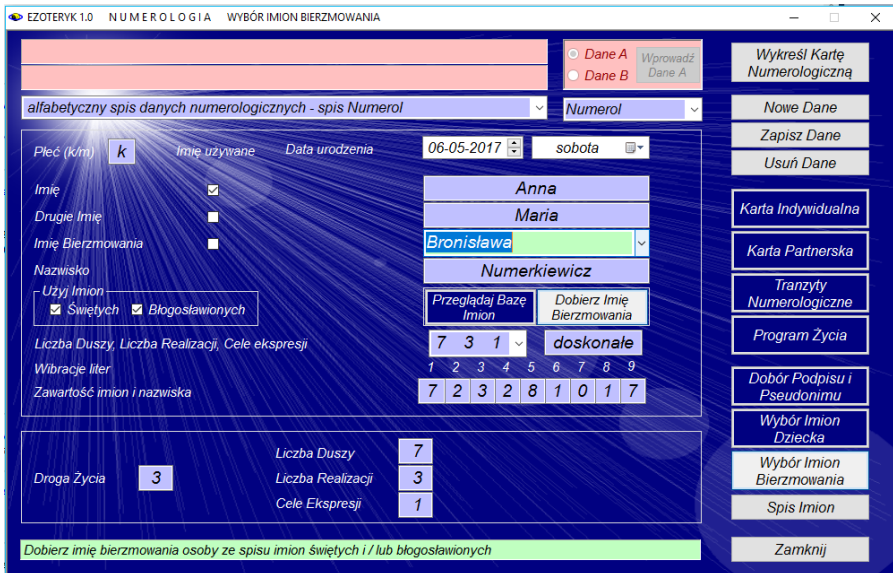 EZOTERYK 1.0 N U M E R O L O G I A WYBÓR IMION BIERZMOWANIA
Dane A
Dane B
Wprowadź
Dane A
Wykreśl Kartę
Numerologiczną
alfabetyczny spis danych numerologicznych - spis Numerol
Numerol
Nowe Dane
Zapisz Dane
Usuń Dane
Płeć (k/m) k Imię używane Data urodzenia 06-05-2017 sobota
Imię Anna
Drugie Imię Maria
Imię Bierzmowania Bronisława
Nazwisko Numerkiewicz
Użyj Imion
Świętych Błogosławionych
Przeglądaj Bazę
Imion
Dobierz Imię
Bierzmowania
Liczba Duszy, Liczba Realizacji, Cele ekspresji 7 3 1 doskonałe
Wibracje liter 1 2 3 4 5 6 7 8 9
Zawartość imion i nazwiska 7 2 3 2 8 1 0 1 7
Karta Indywidualna
Karta Partnerska
Tranzyty
Numerologiczne
Program Życia
Dobór Podpisu i
Pseudonimu
Wybór Imion
Dziecka
Wybór Imion
Bierzmowania
Spis Imion
Droga Życia 3
Liczba Duszy 7
Liczba Realizacji 3
Cele Ekspresji 1
Dobierz imię bierzmowania osoby ze spisu imion świętych i / lub błogosławionych
Zamknij